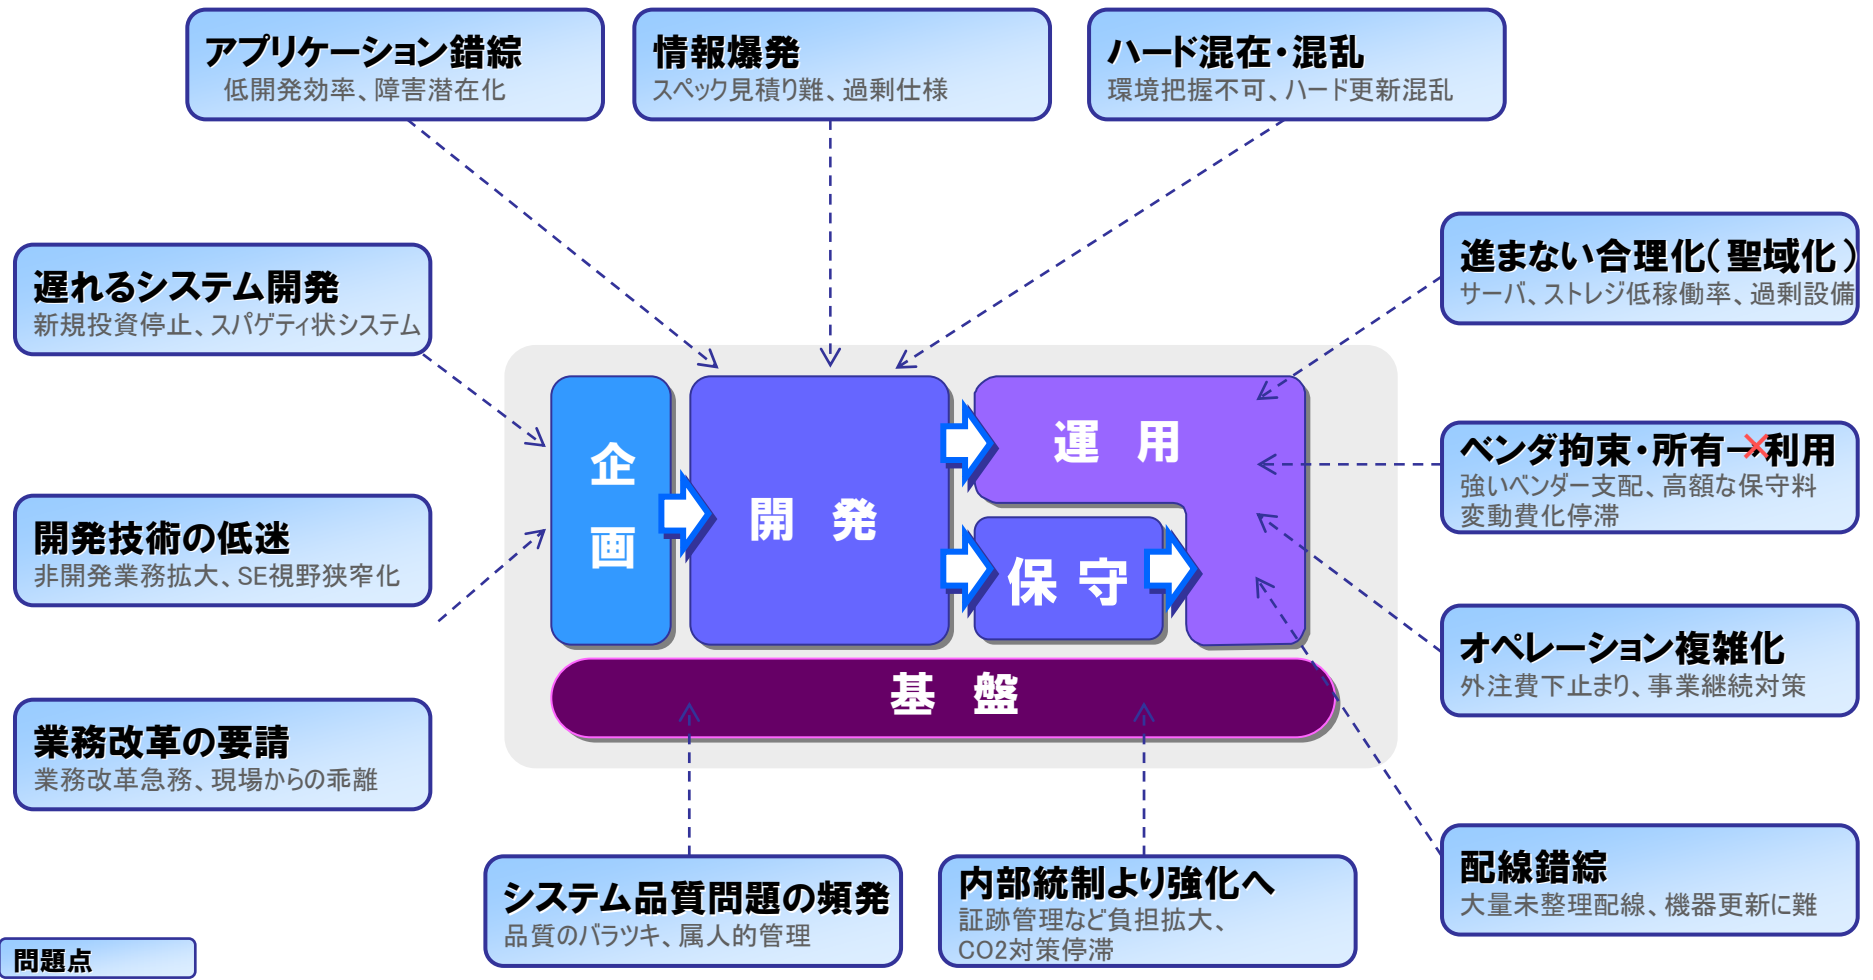 アプリケーション錯綜
低開発効率、障害潜在化
情報爆発
スペック見積り難、過剰仕様
ハード混在・混乱
環境把握不可、ハード更新混乱
遅れるシステム開発
新規投資停止、スパゲティ状システム
進まない合理化(聖域化)
サーバ、ストレジ低稼働率、過剰設備
開発技術の低迷
非開発業務拡大、SE視野狭窄化
ベンダ拘束・所有→利用
強いベンダー支配、高額な保守料
変動費化停滞
企画
開発
運用
保守
基盤
業務改革の要請
業務改革急務、現場からの乖離
オペレーション複雑化
外注費下止まり、事業継続対策
システム品質問題の頻発
品質のバラツキ、属人的管理
内部統制より強化へ
証跡管理など負担拡大、
CO2対策停滞
配線錯綜
大量未整理配線、機器更新に難
問題点